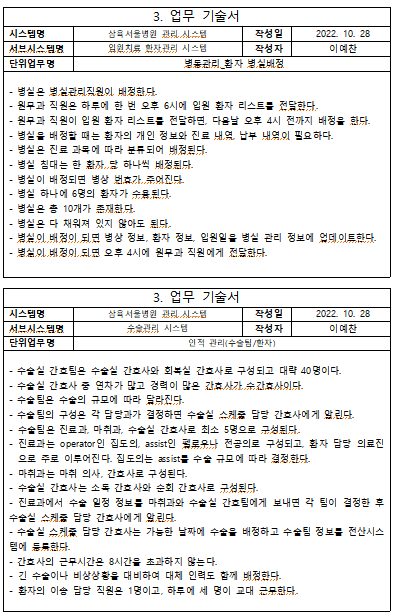 3. 업무 기술서
시스템명 삼육서울병원 관리 시스템 작성일 2022. 10. 28
서브시스템명 입원치료 환자관리 시스템 작성자 이예찬
단위업무명 병동관리_환자 병실배정
- 병실은 병실관리직원이 배정한다.
- 원무과 직원은 하루에 한 번 오후 6시에 입원 환자 리스트를 전달한다.
- 원무과 직원이 입원 환자 리스트를 전달하면, 다음날 오후 4시 전까지 배정을 한다.
- 병실을 배정할 때는 환자의 개인 정보와 진료 내역, 납부 내역이 필요하다.
- 병실은 진료 과목에 따라 분류되어 배정된다.
- 병실 침대는 한 환자 당 하나씩 배정된다.
- 병실이 배정되면 병상 번호가 주어진다.
- 병실 하나에 6명의 환자가 수용된다.
- 병실은 총 10개가 존재한다.
- 병실은 다 채워져 있지 않아도 된다.
- 병실이 배정이 되면 병상 정보, 환자 정보, 입원일을 병실 관리 정보에 업데이트한다.
- 병실이 배정이 되면 오후 4시에 원무과 직원에게 전달한다.
3. 업무 기술서
시스템명 삼육서울병원 관리 시스템 작성일 2022. 10. 28
서브시스템명 수술관리 시스템 작성자 이예찬
단위업무명 인적 관리(수술팀/환자)
- 수술실 간호팀은 수술실 간호사와 회복실 간호사로 구성되고 대략 40명이다.
- 수술실 간호사 중 연차가 많고 경력이 많은 간호사가 수간호사이다.
- 수술팀은 수술의 규모에 따라 달라진다.
- 수술팀의 구성은 각 담당과가 결정하면 수술실 스케줄 담당 간호사에게 알린다.
- 수술팀은 진료과, 마취과, 수술실 간호사로 최소 5명으로 구성된다.
- 진료과는 operator인 집도의, assist인 펠로우나 전공의로 구성되고, 환자 담당 의료진
으로 주로 이루어진다. 집도의는 assist를 수술 규모에 따라 결정한다.
- 마취과는 마취 의사, 간호사로 구성된다.
- 수술실 간호사는 소독 간호사와 순회 간호사로 구성된다.
- 진료과에서 수술 일정 정보를 마취과와 수술실 간호팀에게 보내면 각 팀이 결정한 후
수술실 스케줄 담당 간호사에게 알린다.
- 수술실 스케줄 담당 간호사는 가능한 날짜에 수술을 배정하고 수술팀 정보를 전산시스
템에 등록한다.
- 간호사의 근무시간은 8시간을 초과하지 않는다.
- 긴 수술이나 비상상황을 대비하여 대체 인력도 함께 배정한다.
- 환자의 이송 담당 직원은 1명이고, 하루에 세 명이 교대 근무한다.